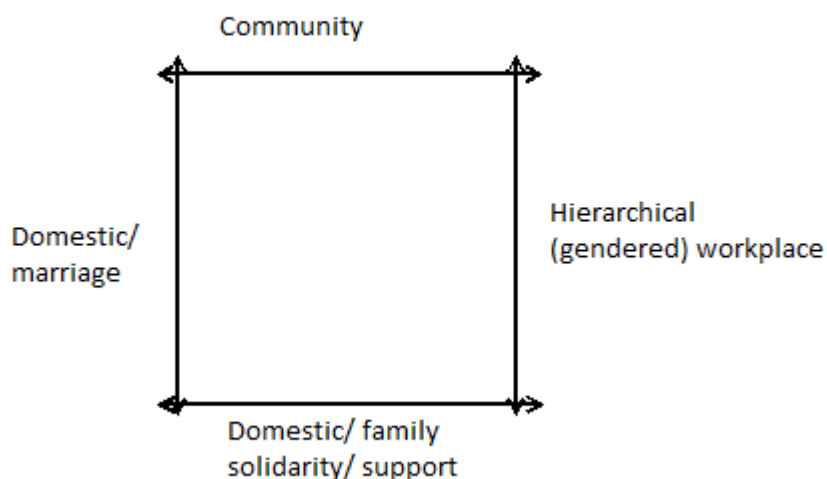 Community
Domestic/
marriage
Hierarchical
(gendered) workplace
Domestic/ family
solidarity/ support